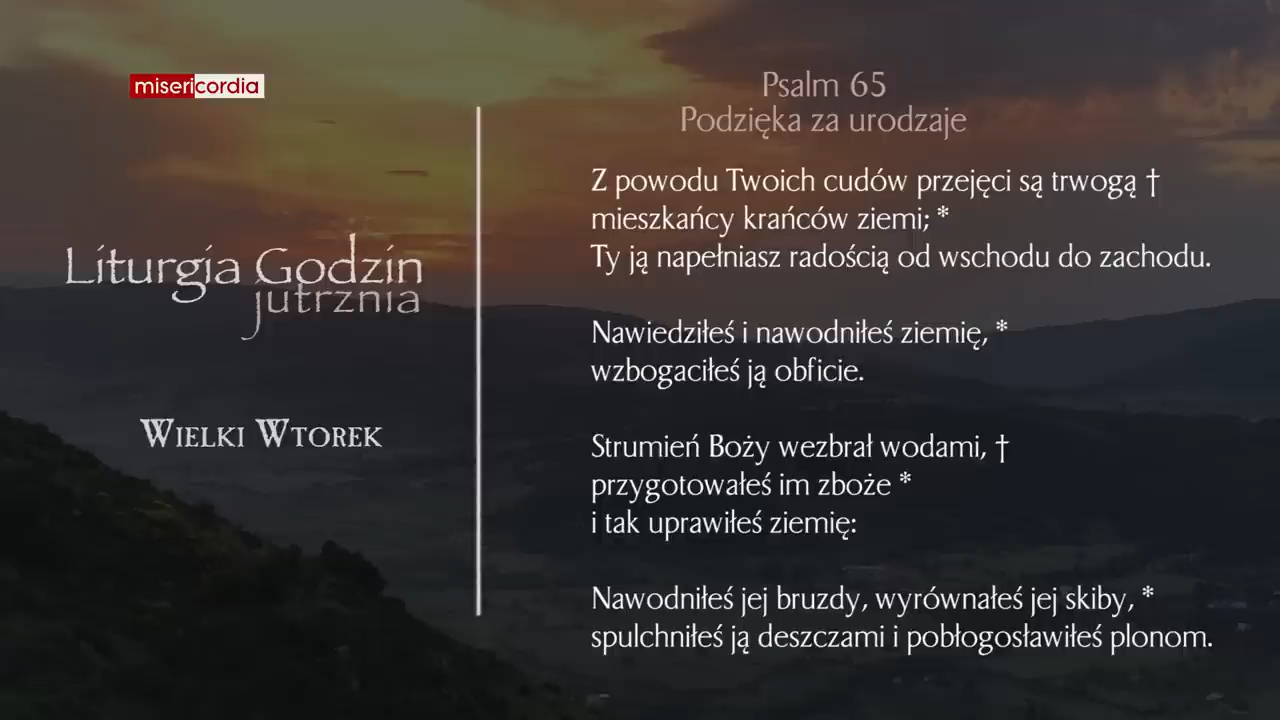 misericordia
Liturgia Godzin
jutrznia
Wielki Wtorek
Psalm 65
Podzięka za urodzaje
Z powodu Twoich cudów przejęci są trwogą †
mieszkańcy krańców ziemi; *
Ty ją napełniasz radością od wschodu do zachodu.
Nawiedziłeś i nawodniłeś ziemię, *
wzbogaciłeś ją obficie.
Strumień Boży wezbrał wodami, †
przygotowałeś im zboże *
i tak uprawiłeś ziemię:
Nawodniłeś jej bruzdy, wyrównałeś jej skiby, *
spulchniłeś ją deszczami i pobłogosławiłeś plonom.